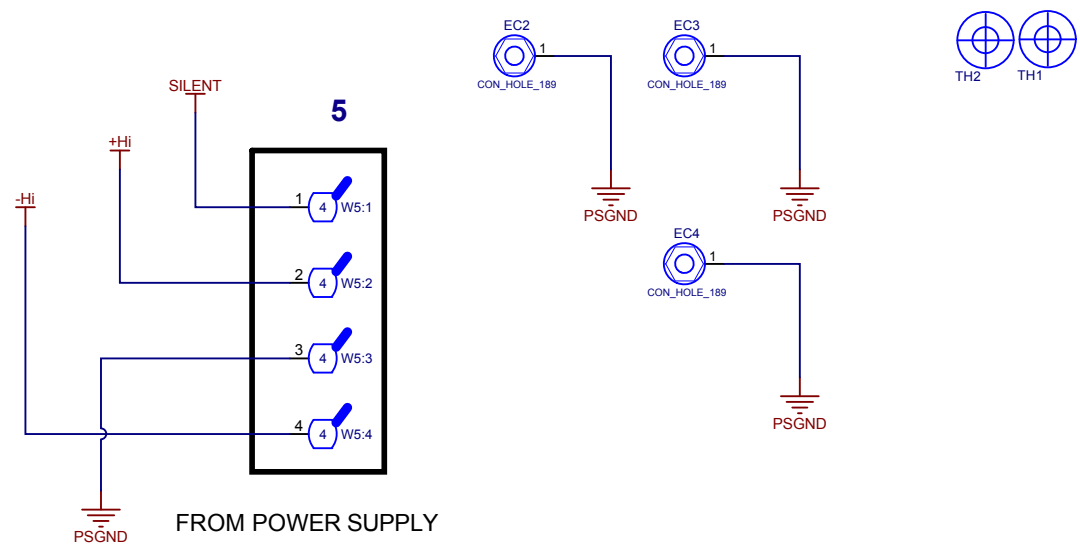 EC2
1
CON_HOLE_189
EC3
1
CON_HOLE_189
TH2
TH1
SILENT
5
+Hi
-Hi
1
4
W5:1
2
4
W5:2
3
4
W5:3
4
4
W5:4
PSGND
PSGND
EC4
1
CON_HOLE_189
PSGND
PSGND
FROM POWER SUPPLY